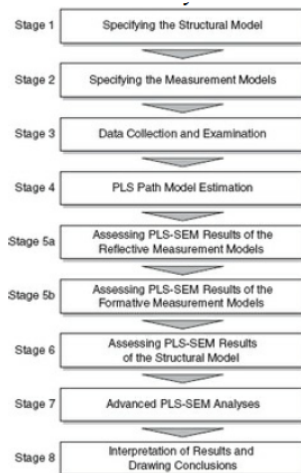 Stage 1 Specifying the Structural Model
Stage 2 Specifying the Measurement Models
Stage 3 Data Collection and Examination
Stage 4 PLS Path Model Estimation
Stage 5a Assessing PLS-SEM Results of the
Reflective Measurement Models
Stage 5b Assessing PLS-SEM Results of the
Formative Measurement Models
Stage 6 Assessing PLS-SEM Results
of the Structural Model
Stage 7 Advanced PLS-SEM Analyses
Stage 8 Interpretation of Results and
Drawing Conclusions